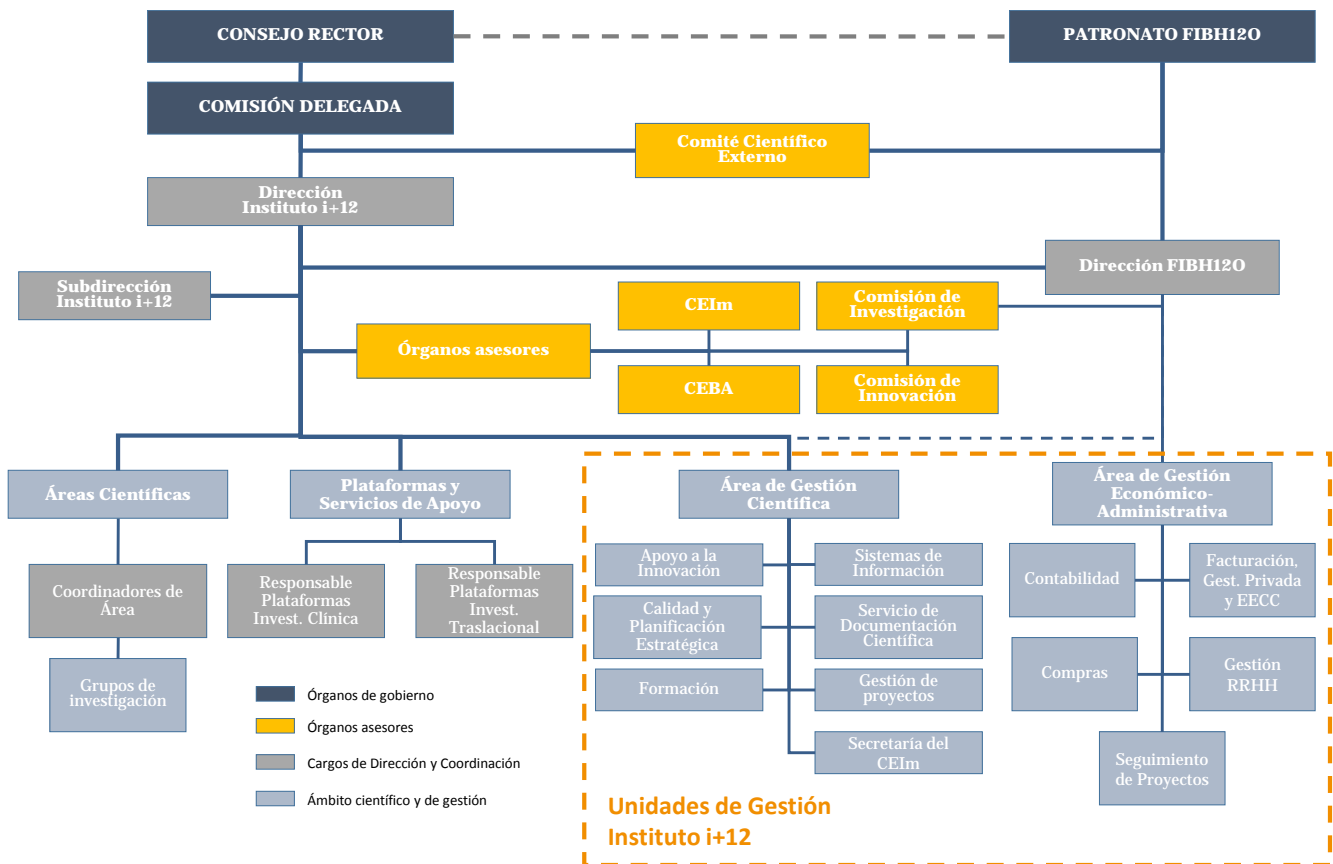 CONSEJO RECTOR
PATRONATO FIBH12O
COMISIÓN DELEGADA
Comité Científico
Externo
Dirección
Instituto i+12
Dirección FIBH12O
Subdirección
Instituto i+12
CEIm
Comisión de
Investigación
Órganos asesores
CEBA
Comisión de
Innovación
Áreas Científicas
Plataformas y
Servicios de Apoyo
Área de Gestión
Científica
Área de Gestión
Económico-
Administrativa
Coordinadores de
Área
Responsable
Plataformas
Invest. Clínica
Responsable
Plataformas
Invest.
Traslacional
Grupos de
investigación
Apoyo a la
Innovación
Sistemas de
Información
Calidad y
Planificación
Estratégica
Servicio de
Documentación
Científica
Formación
Gestión de
proyectos
Secretaría del
CEIm
Contabilidad
Facturación,
Gest. Privada
y EECC
Compras
Gestión
RRHH
Seguimiento
de Proyectos
Órganos de gobierno
Órganos asesores
Cargos de Dirección y Coordinación
Ámbito científico y de gestión
Unidades de Gestión
Instituto i+12